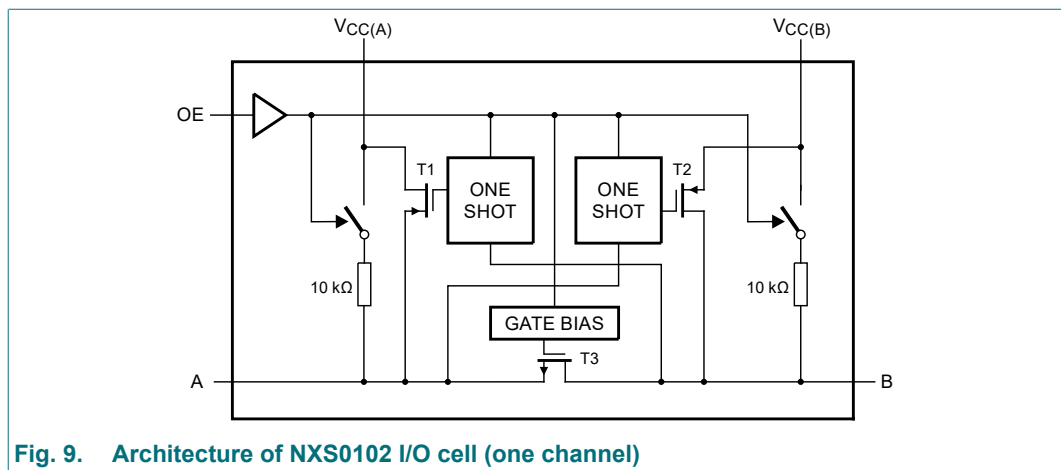 VCC(A)
VCC(B)
OE
T1
ONE
SHOT
ONE
SHOT
T2
10 kΩ
10 kΩ
GATE BIAS
T3
A
B
Fig. 9. Architecture of NXS0102 I/O cell (one channel)